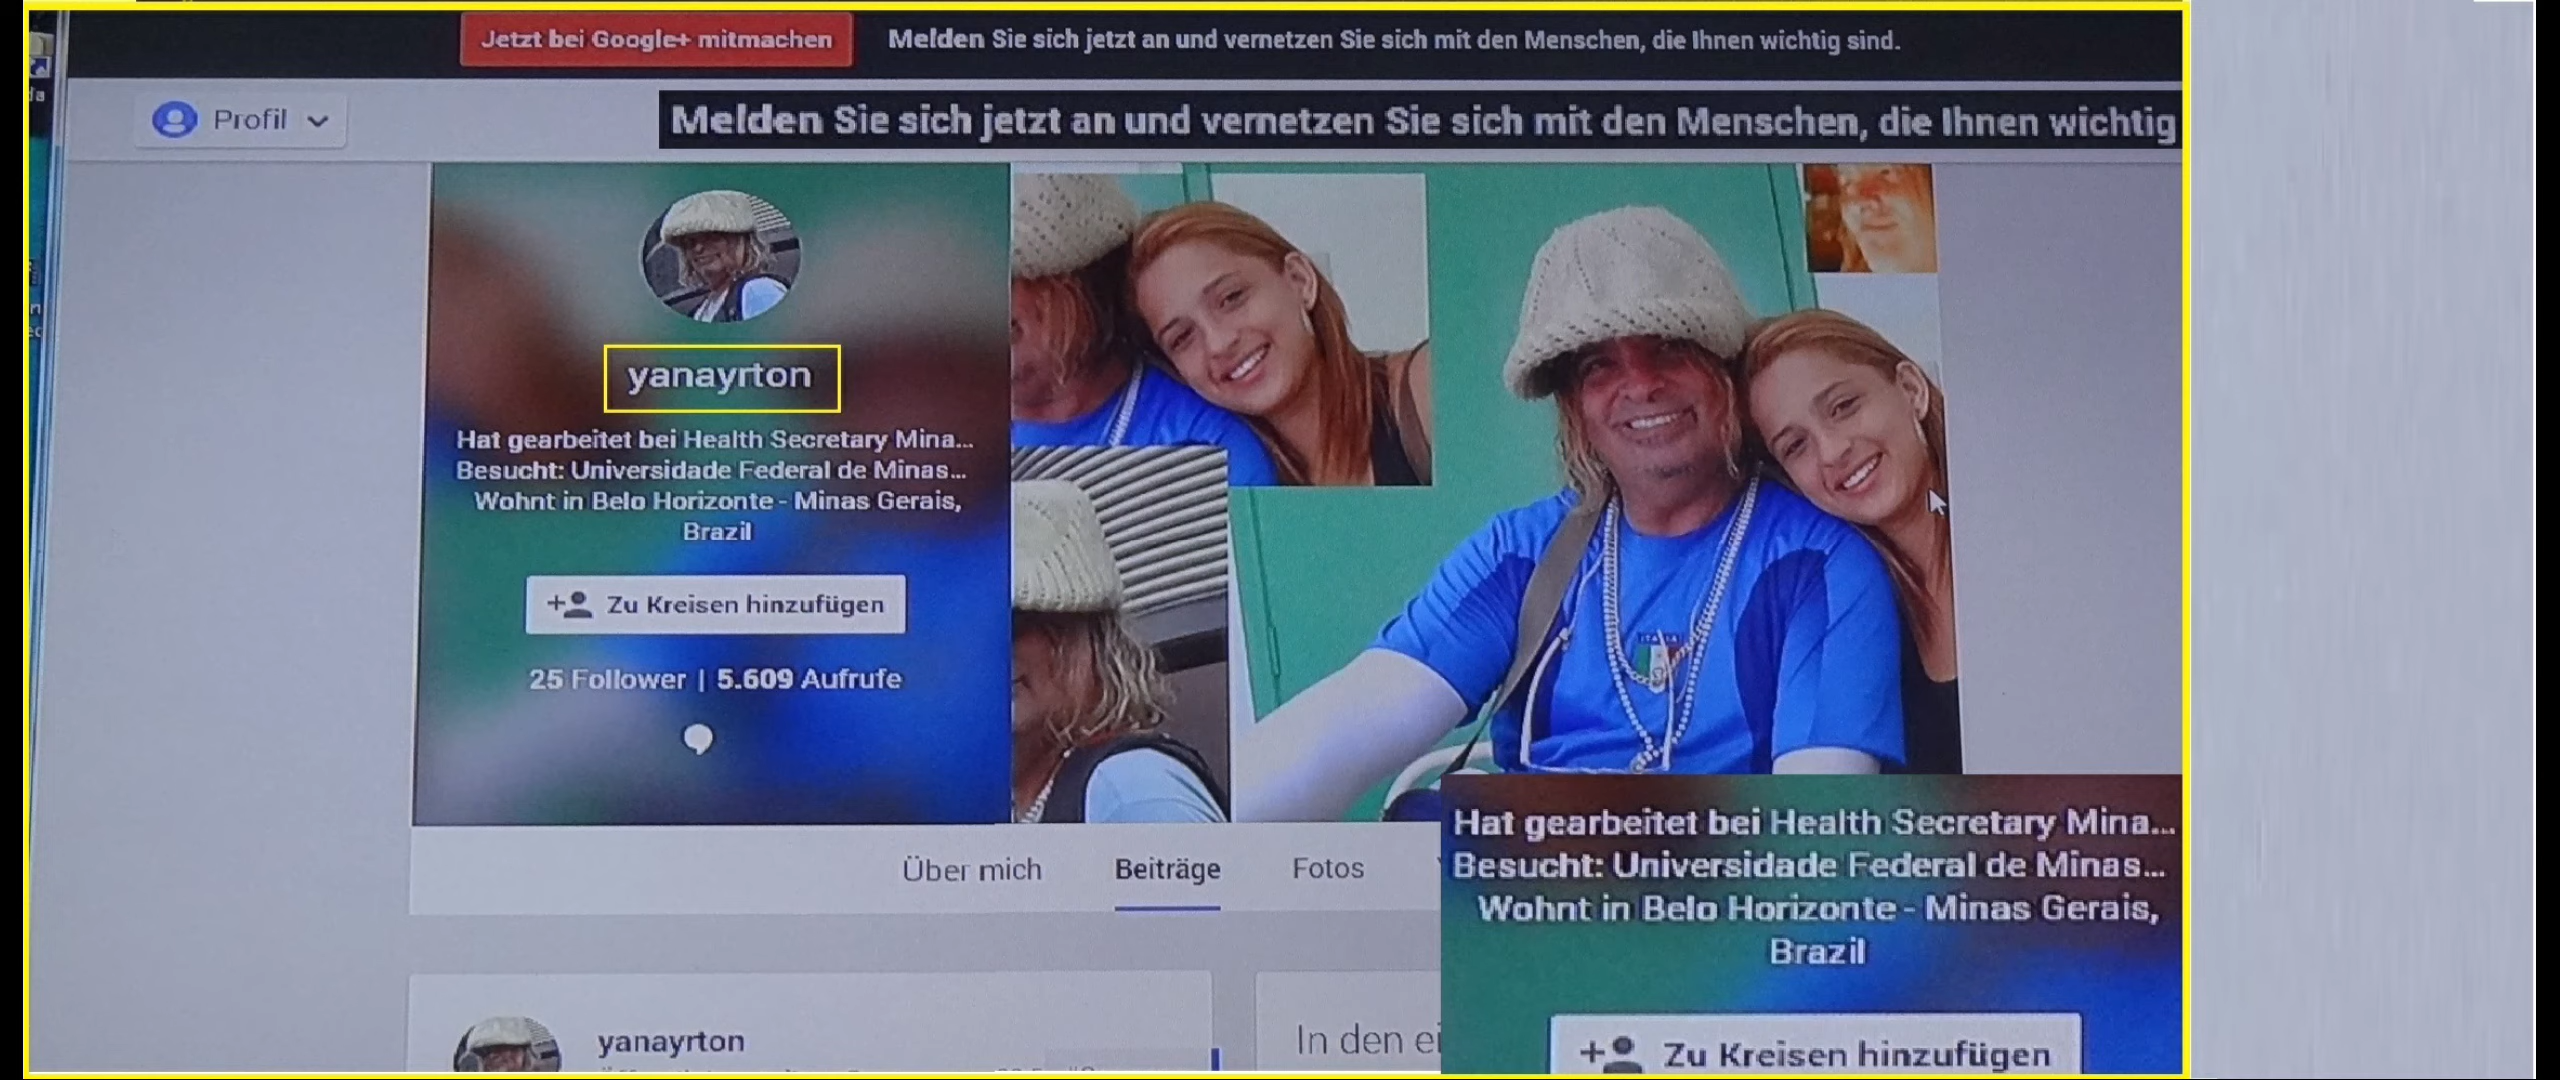 Jetzt bei Google+ mitmachen
Melden Sie sich jetzt an und vernetzen Sie sich mit den Menschen, die Ihnen wichtig sind.
Profil
Melden Sie sich jetzt an und vernetzen Sie sich mit den Menschen, die Ihnen wichtig
yanayrton
Hat gearbeitet bei Health Secretary Mina...
Besucht: Universidade Federal de Minas...
Wohnt in Belo Horizonte - Minas Gerais,
Brazil
Zu Kreisen hinzufügen
25 Follower | 5.609 Aufrufe
ITALIA
Über mich
Beiträge
Fotos
Hat gearbeitet bei Health Secretary Mina...
Besucht: Universidade Federal de Minas...
Wohnt in Belo Horizonte - Minas Gerais,
Brazil
Zu Kreisen hinzufügen
yanayrton
In den ei